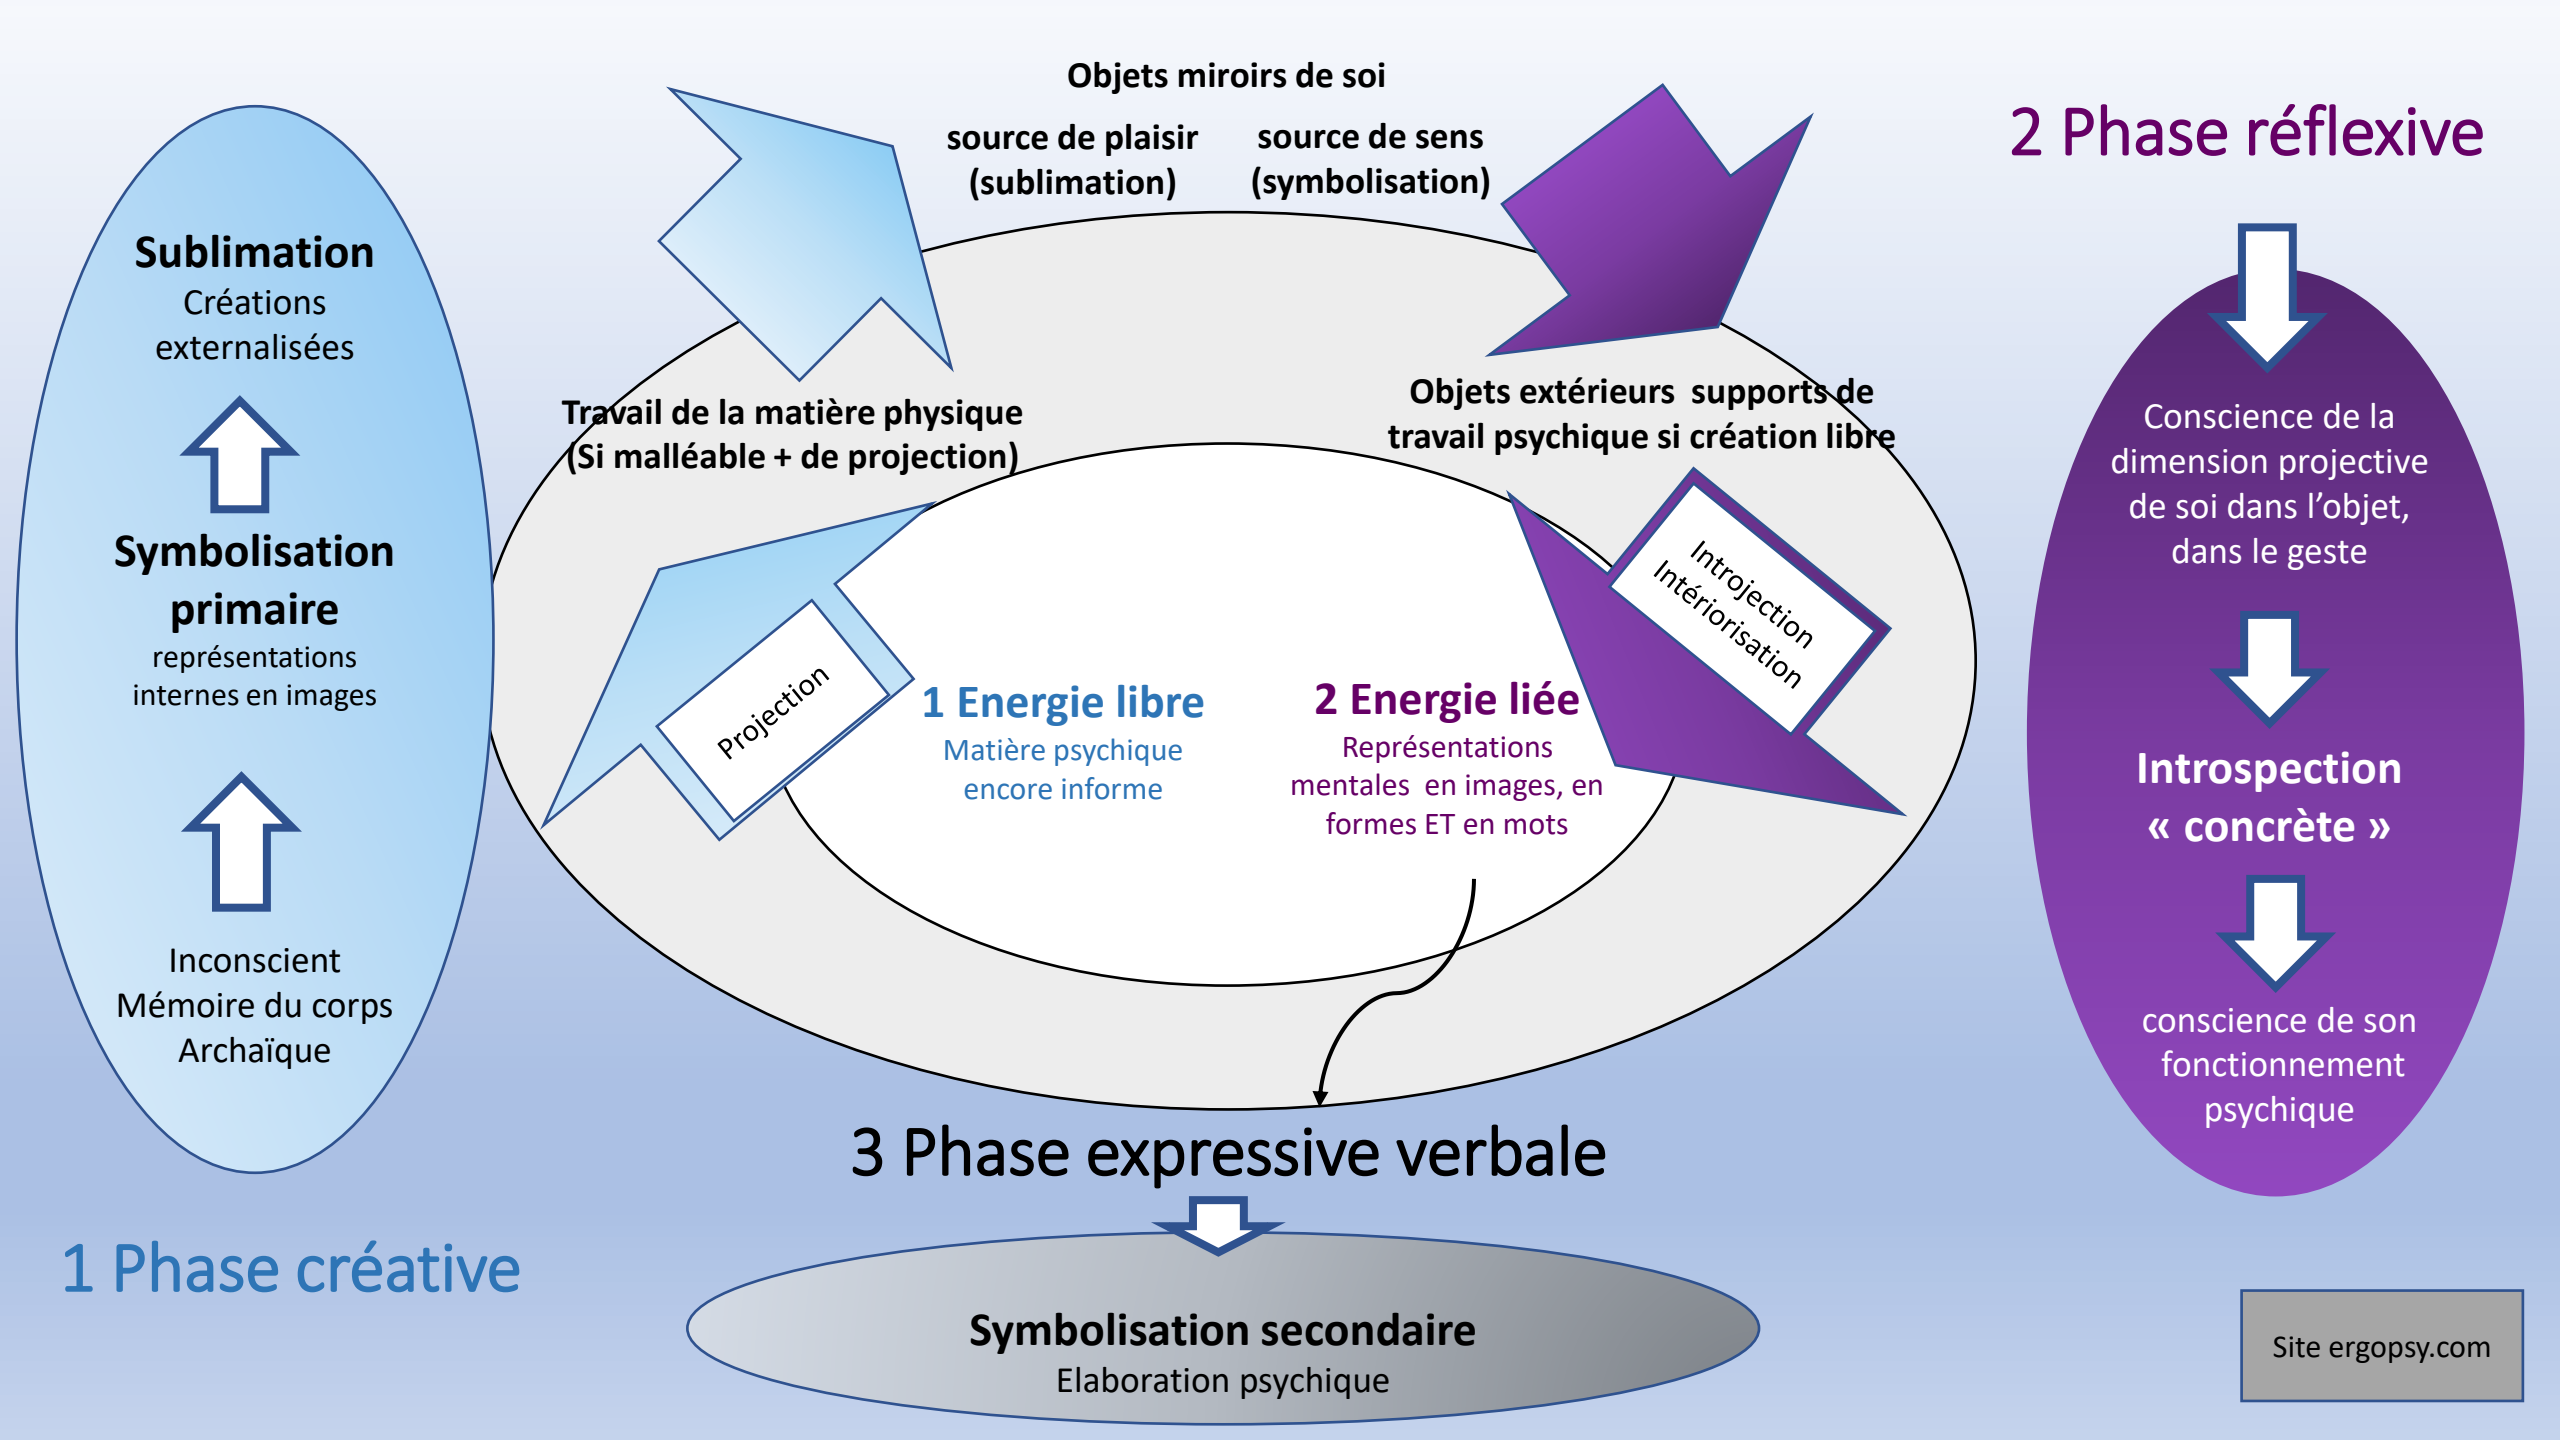 Objets miroirs de soi
source de plaisir
(sublimation)
source de sens
(symbolisation)
2 Phase réflexive
Sublimation
Créations
externalisées
Symbolisation
primaire
représentations
internes en images
Inconscient
Mémoire du corps
Archaïque
1 Phase créative
Travail de la matière physique
(Si malléable + de projection)
Objets extérieurs  supports de
travail psychique si création libre
Projection
Introjection
Intériorisation
1 Energie libre
Matière psychique
encore informe
2 Energie liée
Représentations
mentales  en images, en
formes ET en mots
Conscience de la
dimension projective
de soi dans l’objet,
dans le geste
Introspection
« concrète »
conscience de son
fonctionnement
psychique
3 Phase expressive verbale
Symbolisation secondaire
Elaboration psychique
Site ergopsy.com